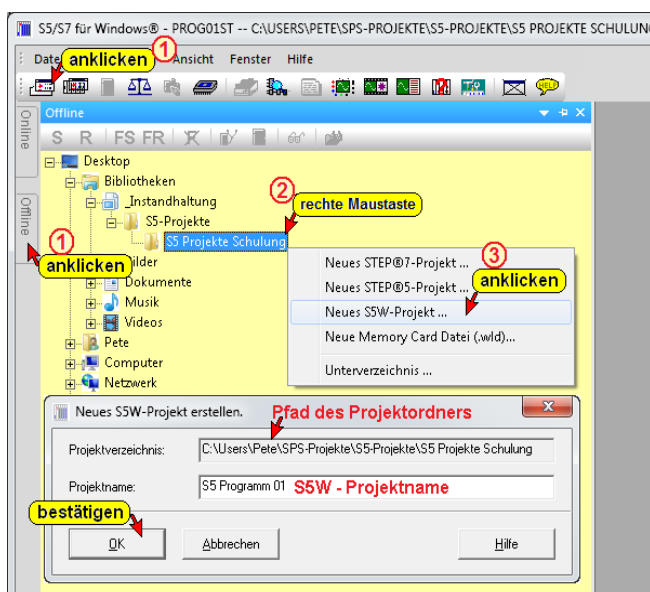 S5/S7 für Windows® - PROG01ST -- C:\USERS\PETE\SPS-PROJEKTE\S5-PROJEKTE\S5 PROJEKTE SCHULUN
Date anklicken 1 Ansicht Fenster Hilfe
HELP
Online
Offline
Offline
S R FS FR
Desktop
Bibliotheken
_Instandhaltung
2
rechte Maustaste
S5-Projekte
S5 Projekte Schulung
1
anklicken
ilder
Dokumente
Musik
Videos
Pete
Computer
Netzwerk
Neues STEP®7-Projekt ...
3
Neues STEP®5-Projekt ...
anklicken
Neues S5W-Projekt ...
Neue Memory Card Datei (.wld)...
Unterverzeichnis ...
Neues S5W-Projekt erstellen.
Pfad des Projektordners
Projektverzeichnis:
C:\Users\Pete\SPS-Projekte\S5-Projekte\S5 Projekte Schulung
Projektname:
S5 Programm 01
S5W - Projektname
bestätigen
OK
Abbrechen
Hilfe